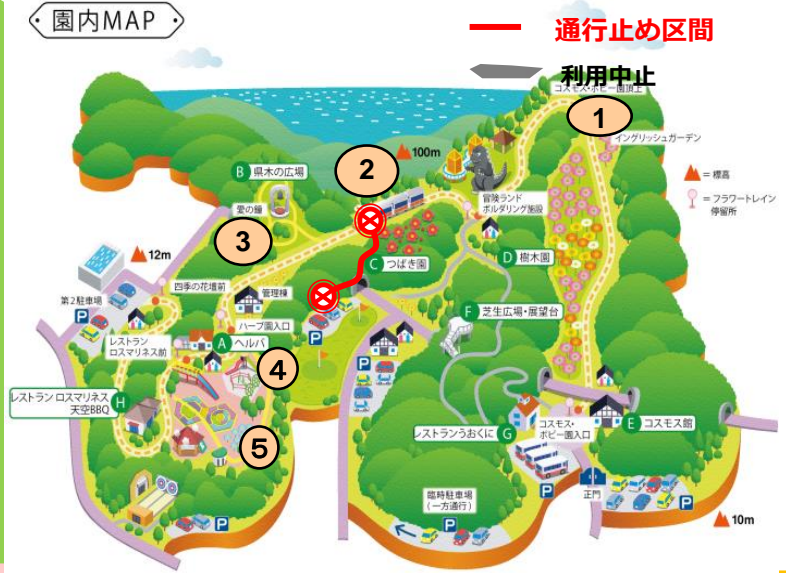 園内MAP
通行止め区間
利用中止
コスモス・ポピー園頂上
1
イングリッシュガーデン
2
100m
= 標高
= フラワートレイン
停留所
B 県木の広場
愛の鐘
冒険ランド
ボルダリング施設
3
12m
C つばき園
D 樹木園
四季の花壇前
管理棟
第2駐車場
P
F 芝生広場・展望台
ハーブ園入口
レストラン
ロスマリネス前
A ヘルバ
P
P
4
レストラン ロスマリネス
天空BBQ
H
5
レストランうおくに G
コスモス・
ポピー園入口
E コスモス館
臨時駐車場
(一方通行)
P
P
正門
P
P
10m